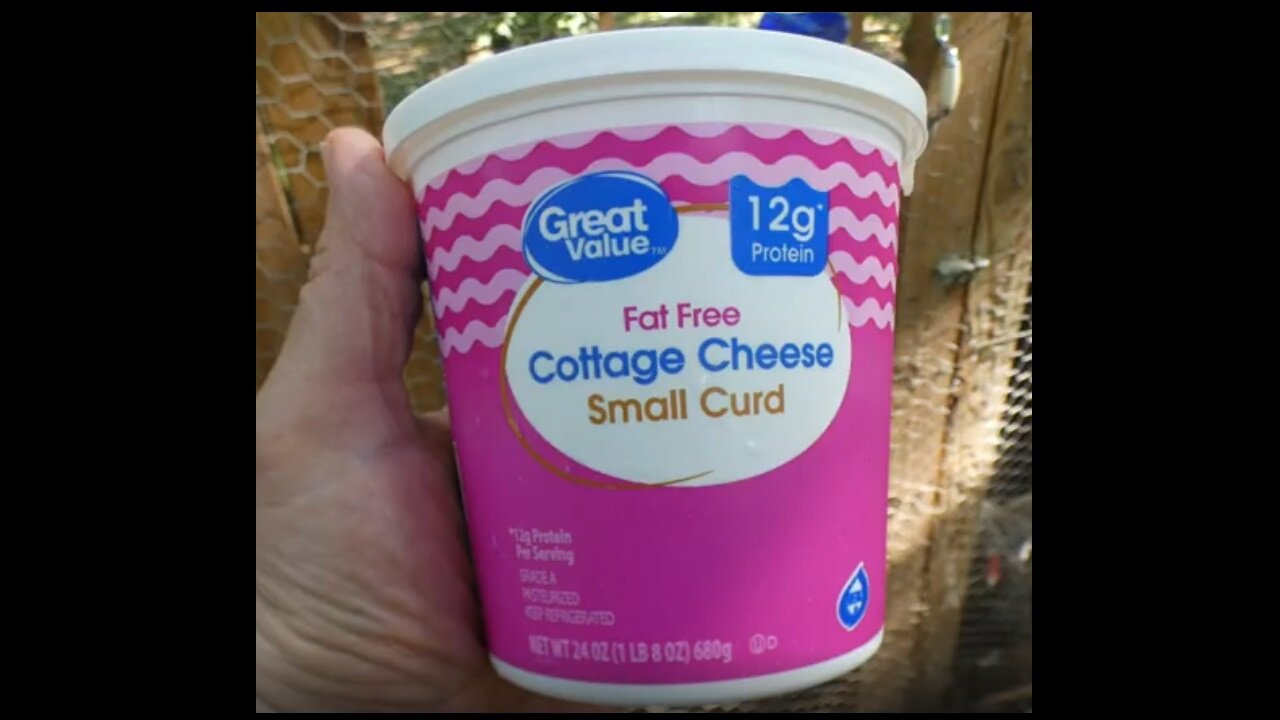 Great
Value™
12g*
Protein
Fat Free
Cottage Cheese
Small Curd
*12g Protein
Per Serving
GRADE A
PASTEURIZED
KEEP REFRIGERATED
NET WT 24 OZ (1 LB 8 OZ) 680g
U D